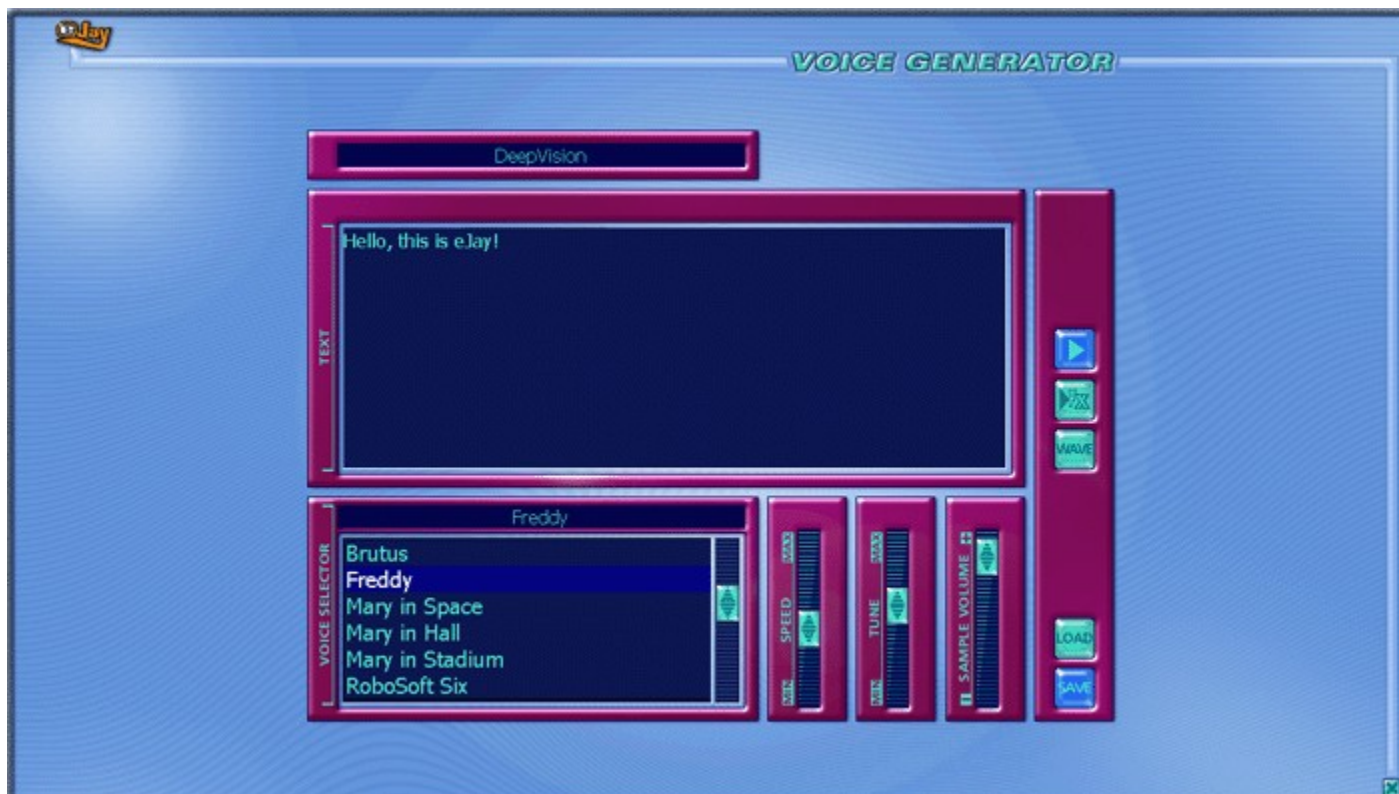 eJay
VOICE GENERATOR
DeepVision
TEXT
Hello, this is eJay!
WAVE
VOICE SELECTOR
Freddy
Brutus
Freddy
Mary in Space
Mary in Hall
Mary in Stadium
RoboSoft Six
MIN SPEED MAX
MIN TUNE MAX
SAMPLE VOLUME
LOAD
SAVE